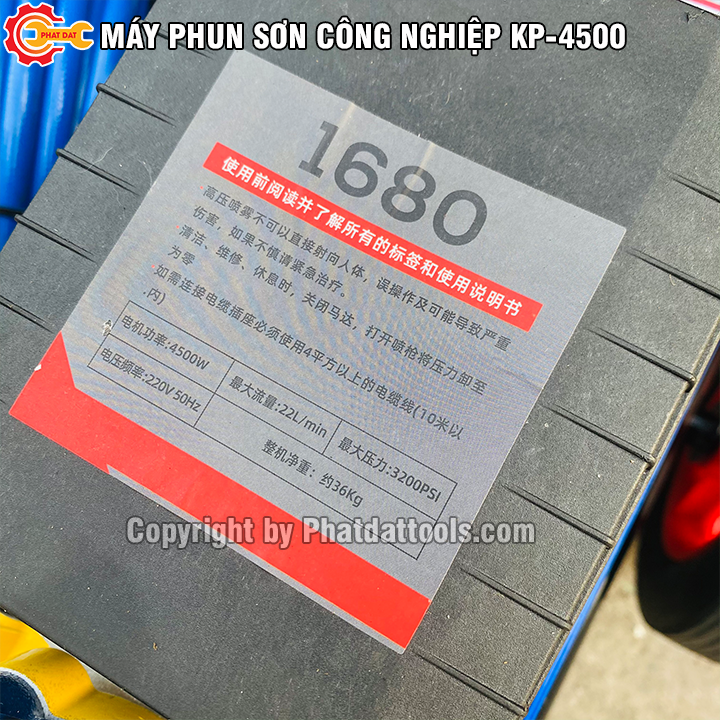 PHAT DAT
MÁY PHUN SƠN CÔNG NGHIỆP KP-4500
1680
使用前阅读并了解所有的标签和使用说明书
高压喷雾不可以直接射向人体，误操作及可能导致严重
伤害，如果不慎请紧急治疗。
清洁、维修、休息时，关闭马达，打开喷枪将压力卸至
为零
如需连接电缆插座必须使用4平方以上的电缆线(10米以
内)
电机功率:4500W
最大流量:22L/min
最大压力:3200PSI
电压频率:220V 50Hz
整机净重：约36Kg
Copyright by Phatdattools.com